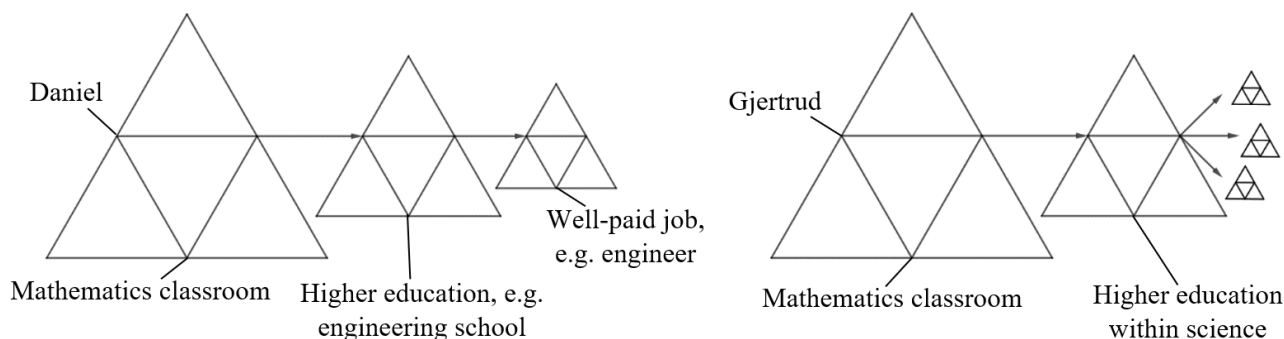 Daniel
Mathematics classroom
Higher education, e.g.
engineering school
Well-paid job,
e.g. engineer
Gjertrud
Mathematics classroom
Higher education
within science